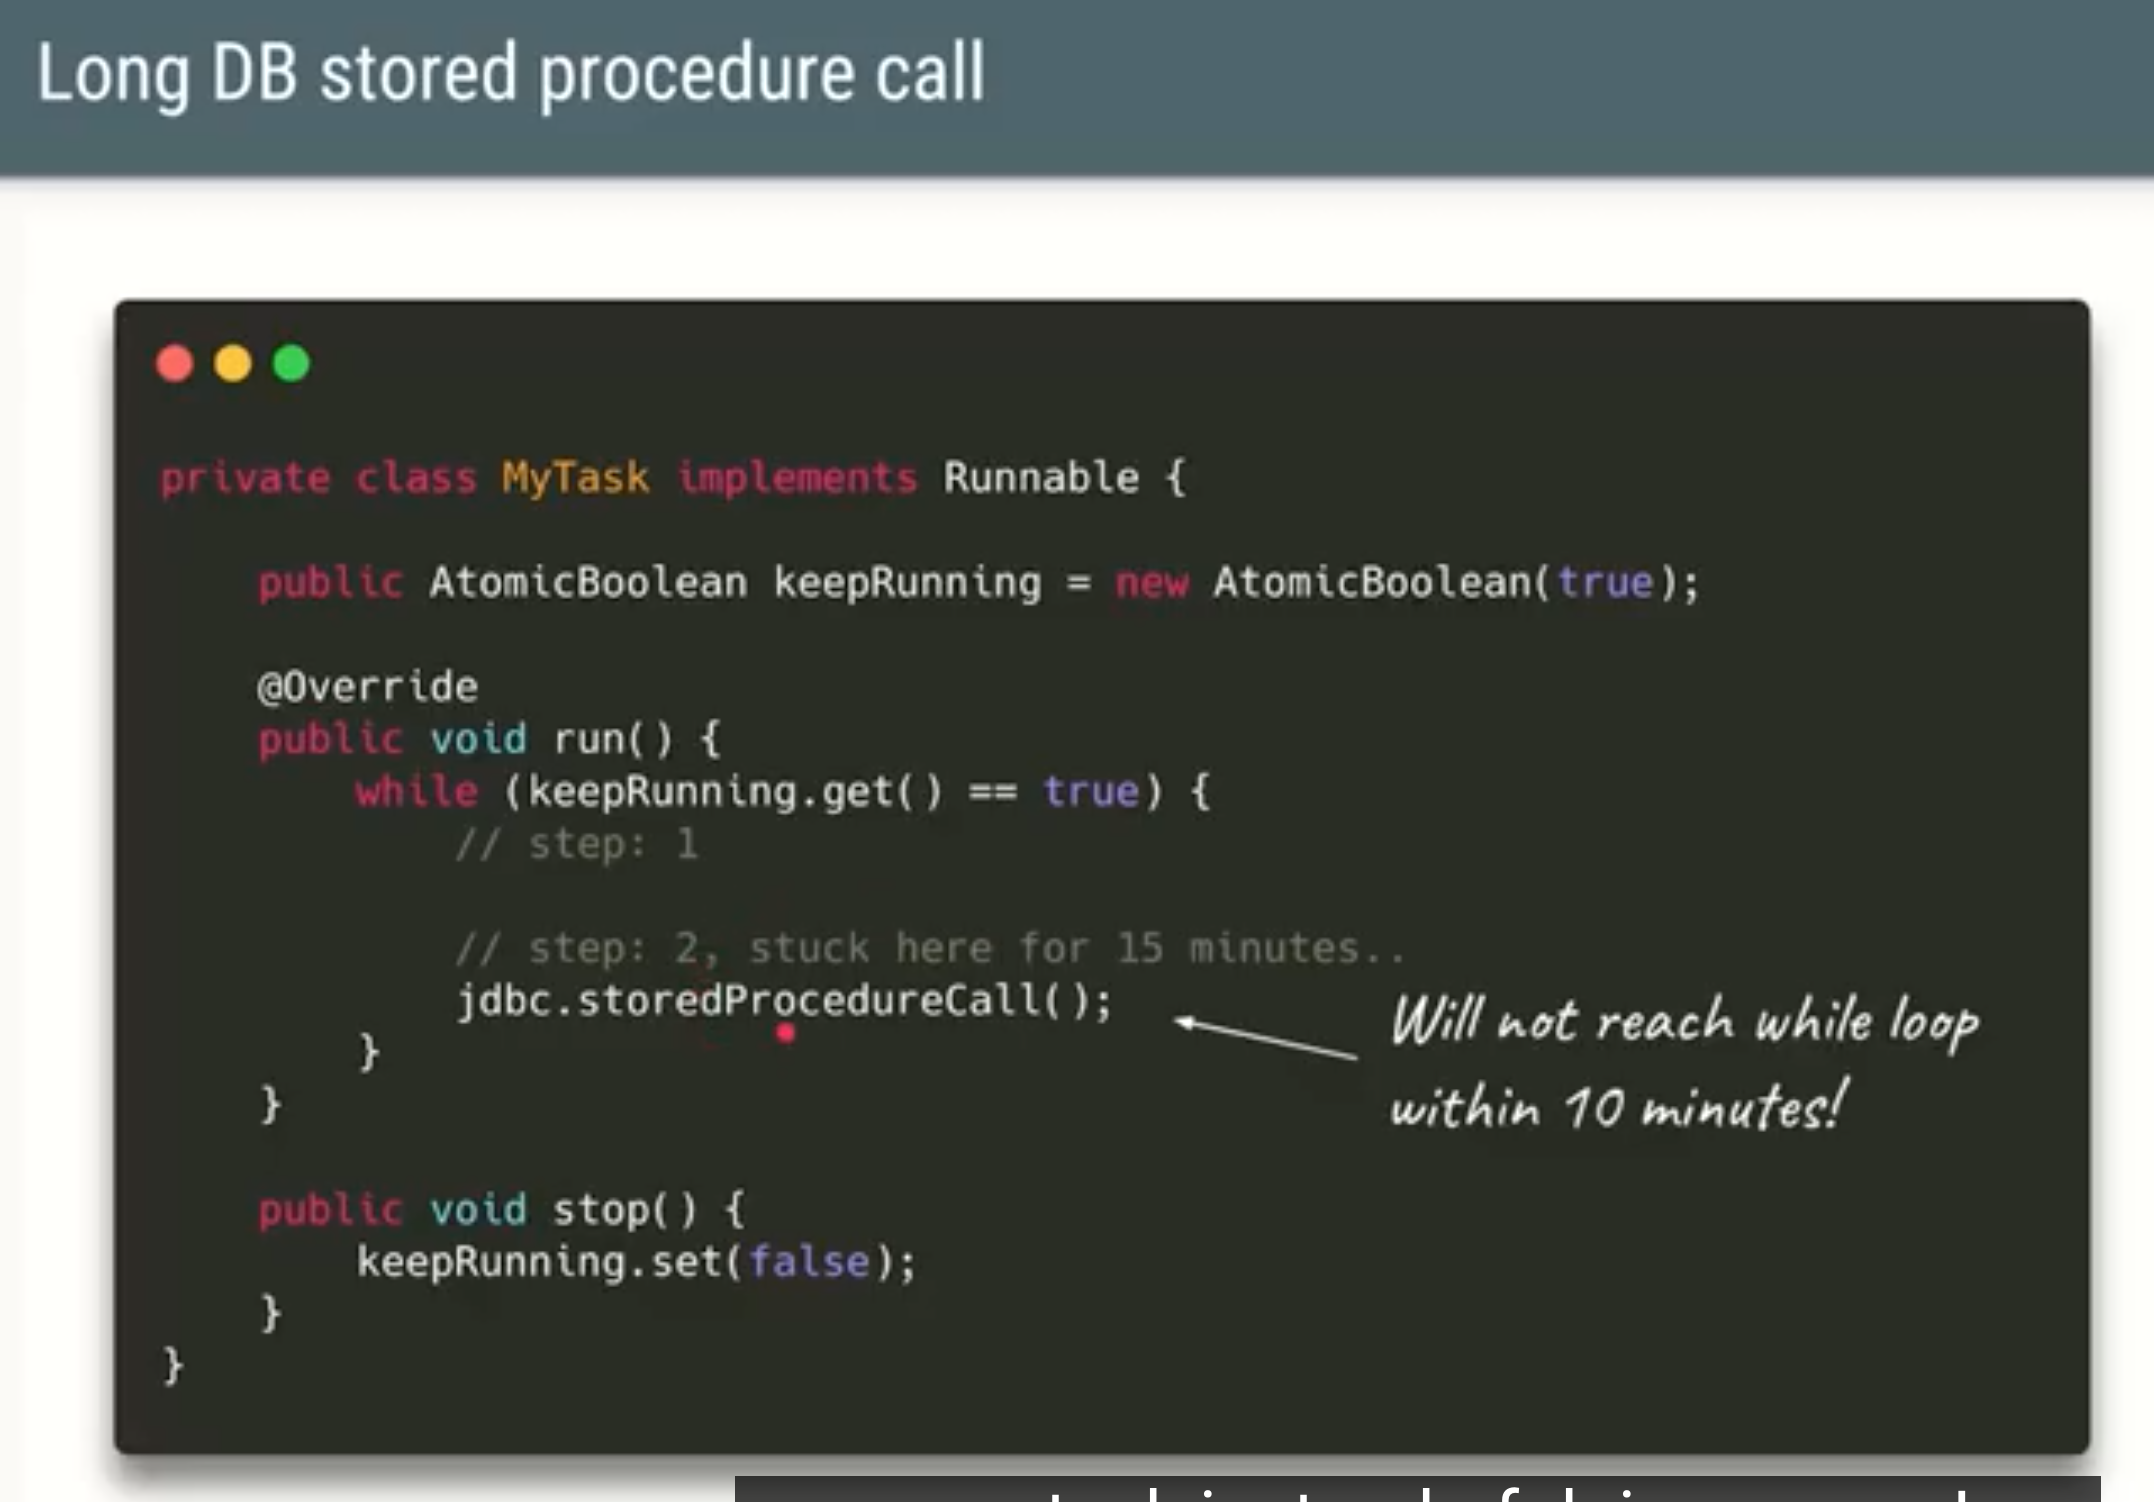 Long DB stored procedure call
private class MyTask implements Runnable {
public AtomicBoolean keepRunning = new AtomicBoolean(true);
@Override
public void run() {
while (keepRunning.get() == true) {
// step: 1
// step: 2, stuck here for 15 minutes..
jdbc.storedProcedureCall();
Will not reach while loop
within 10 minutes!
}
}
public void stop() {
keepRunning.set(false);
}
}